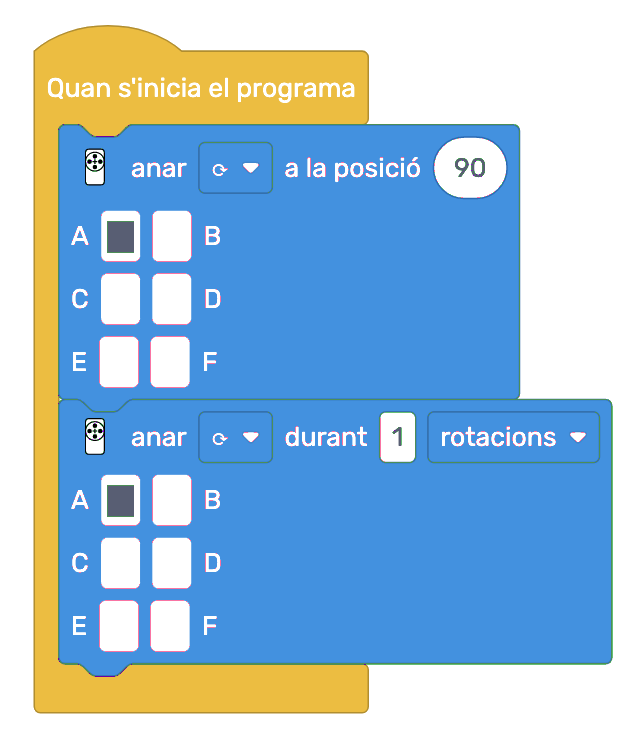 Quan s'inicia el programa
anar ⟳ a la posició 90
A B
C D
E F
anar ⟳ durant 1 rotacions
A B
C D
E F